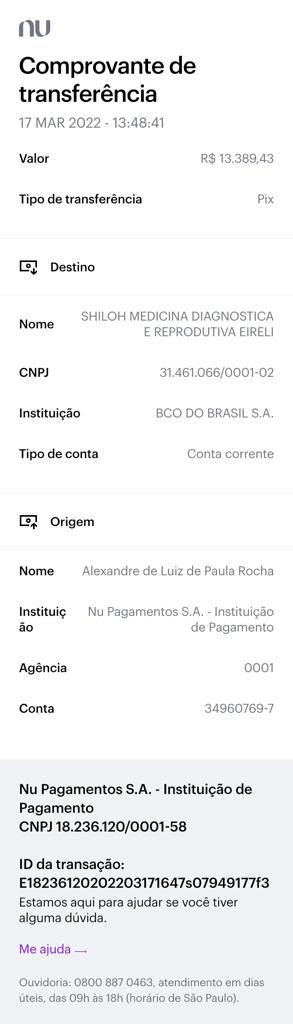 nu
Comprovante de
transferência
17 MAR 2022 - 13:48:41
Valor R$ 13.389,43
Tipo de transferência Pix
Destino
Nome SHILOH MEDICINA DIAGNOSTICA
E REPRODUTIVA EIRELI
CNPJ 31.461.066/0001-02
Instituição BCO DO BRASIL S.A.
Tipo de conta Conta corrente
Origem
Nome Alexandre de Luiz de Paula Rocha
Instituiç Nu Pagamentos S.A. - Instituição
ão de Pagamento
Agência 0001
Conta 34960769-7
Nu Pagamentos S.A. - Instituição de
Pagamento
CNPJ 18.236.120/0001-58
ID da transação:
E18236120202203171647s07949177f3
Estamos aqui para ajudar se você tiver
alguma dúvida.
Me ajuda →
Ouvidoria: 0800 887 0463, atendimento em dias
úteis, das 09h às 18h (horário de São Paulo).